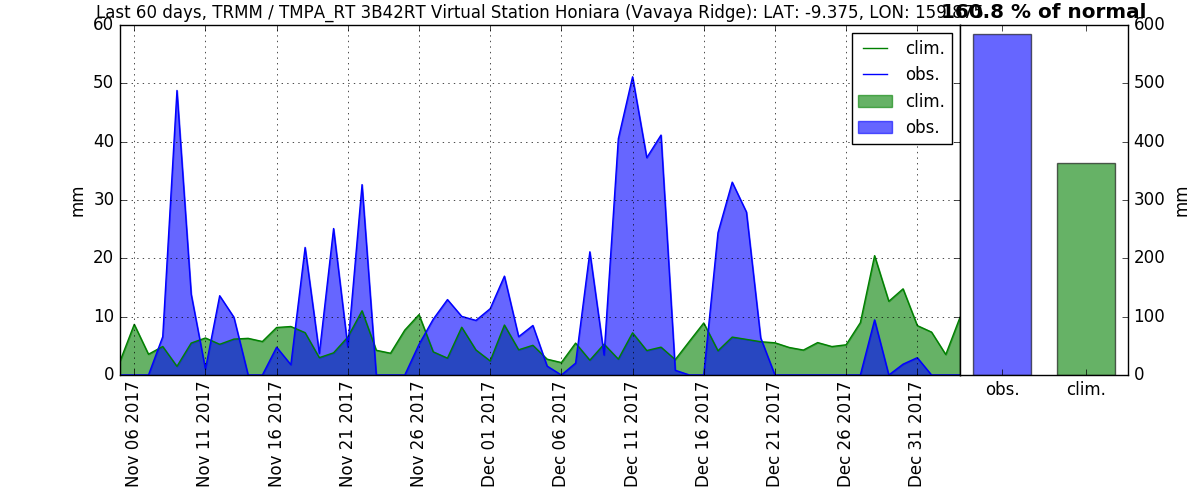 Last 60 days, TRMM / TMPA_RT 3B42RT Virtual Station Honiara (Vavaya Ridge): LAT: -9.375, LON:
160.8 % of normal
60
50
40
30
20
10
0
mm
clim.
obs.
clim.
obs.
600
500
400
300
200
100
0
mm
obs.
clim.
Nov 06 2017
Nov 11 2017
Nov 16 2017
Nov 21 2017
Nov 26 2017
Dec 01 2017
Dec 06 2017
Dec 11 2017
Dec 16 2017
Dec 21 2017
Dec 26 2017
Dec 31 2017